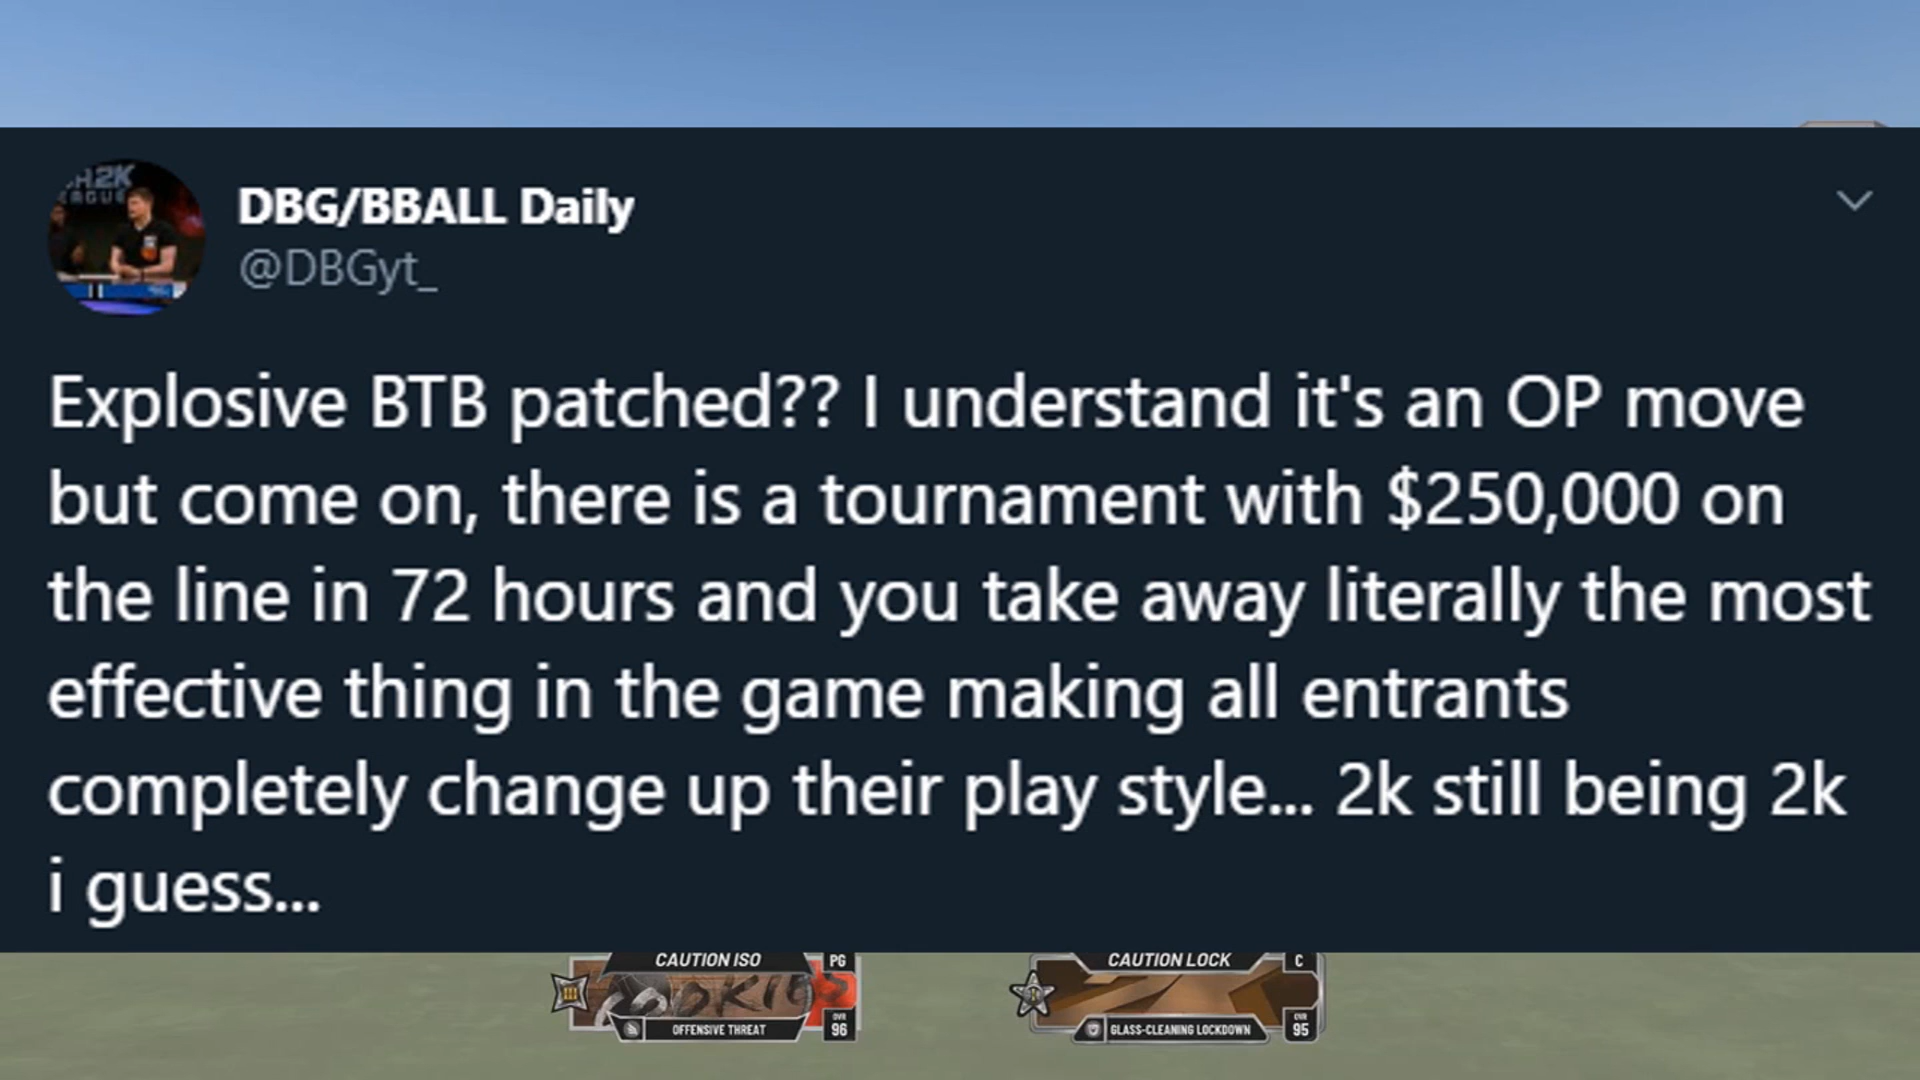 DBG/BBALL Daily
@DBGyt_
Explosive BTB patched?? I understand it's an OP move
but come on, there is a tournament with $250,000 on
the line in 72 hours and you take away literally the most
effective thing in the game making all entrants
completely change up their play style... 2k still being 2k
i guess...
CAUTION ISO PG
COOKIES
OFFENSIVE THREAT OVR 96
CAUTION LOCK C
GLASS-CLEANING LOCKDOWN OVR 95